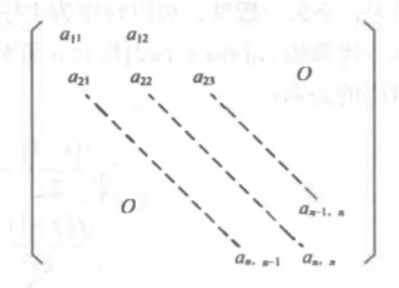 a₁₁ a₁₂
a₂₁ a₂₂ a₂₃ O
O aₙ₋₁, ₙ
aₙ, ₙ₋₁ aₙ, ₙ